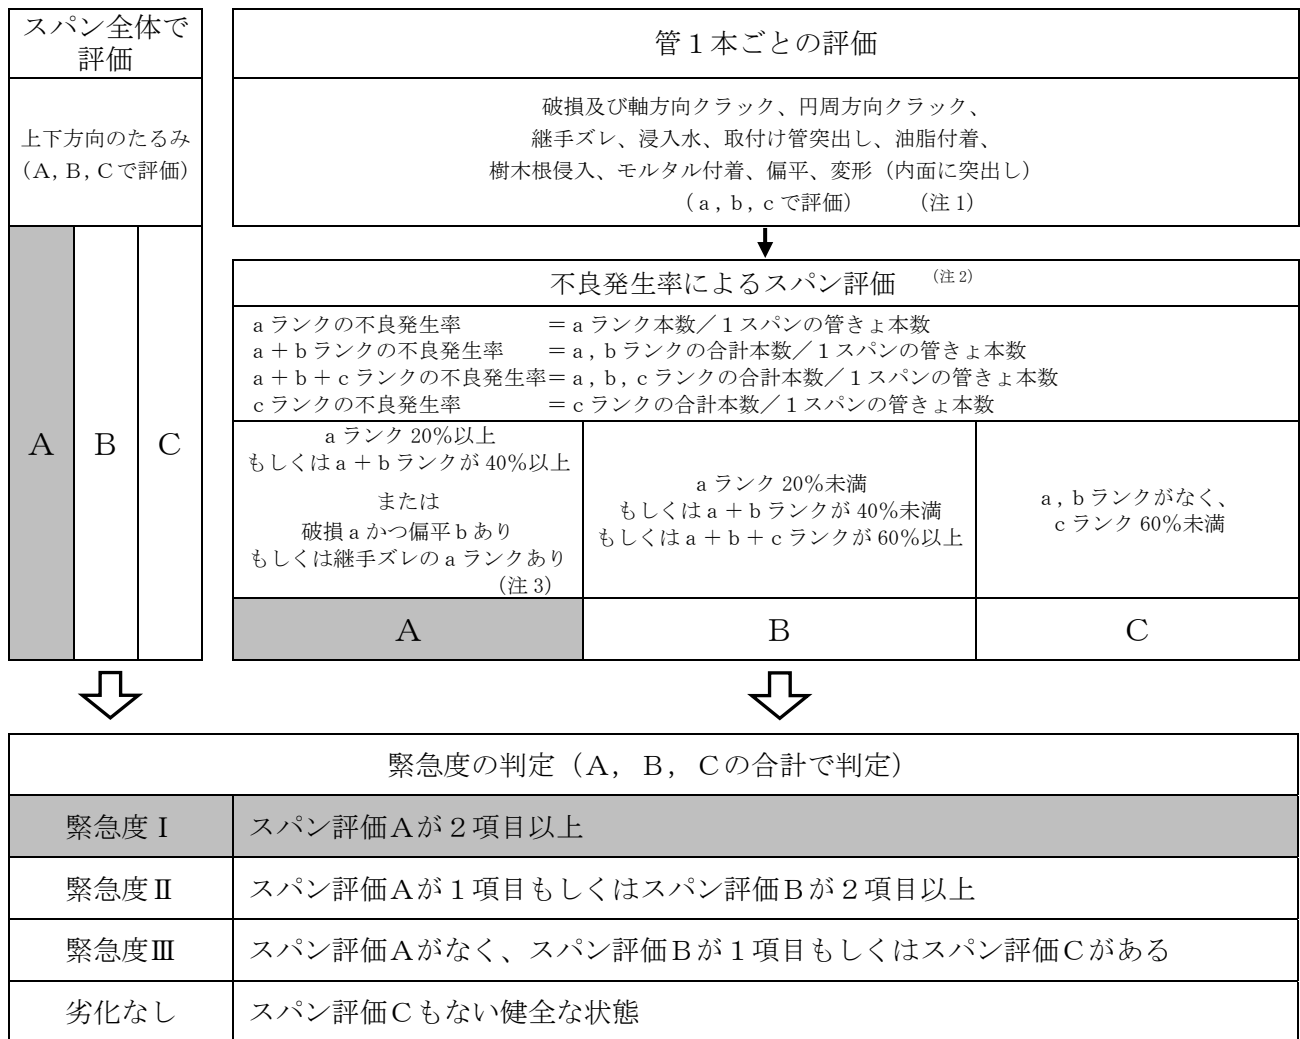 スパン全体で
評価
上下方向のたるみ
（A, B, Cで評価）
A
B
C
管１本ごとの評価
破損及び軸方向クラック、円周方向クラック、
継手ズレ、浸入水、取付け管突出し、油脂付着、
樹木根侵入、モルタル付着、偏平、変形（内面に突出し）
（a , b , c で評価）　　（注 1）
不良発生率によるスパン評価　（注 2）
a ランクの不良発生率　　　　＝ a ランク本数／１スパンの管きょ本数
a ＋ b ランクの不良発生率　　＝ a , b ランクの合計本数／１スパンの管きょ本数
a ＋ b ＋ c ランクの不良発生率＝ a , b , c ランクの合計本数／１スパンの管きょ本数
c ランクの不良発生率　　　　＝ c ランクの合計本数／１スパンの管きょ本数
a ランク 20%以上
もしくは a ＋ b ランクが 40%以上
または
破損 a かつ偏平 b あり
もしくは継手ズレの a ランクあり
（注 3）
a ランク 20%未満
もしくは a ＋ b ランクが 40%未満
もしくは a ＋ b ＋ c ランクが 60%以上
a , b ランクがなく、
c ランク 60%未満
A
B
C
緊急度の判定（A，B，Cの合計で判定）
緊急度Ⅰ　スパン評価Aが２項目以上
緊急度Ⅱ　スパン評価Aが１項目もしくはスパン評価Bが２項目以上
緊急度Ⅲ　スパン評価Aがなく、スパン評価Bが１項目もしくはスパン評価Cがある
劣化なし　スパン評価Cもない健全な状態